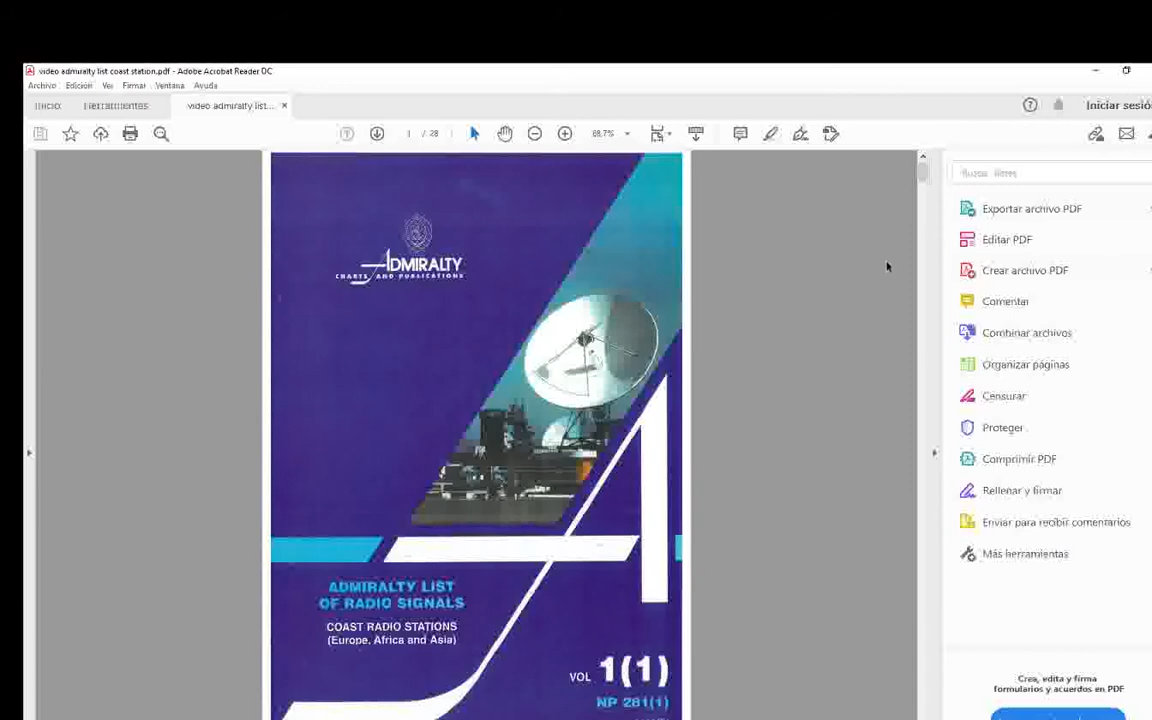 video admiralty list coast station.pdf - Adobe Acrobat Reader DC
Archivo Edición Ver Firmar Ventana Ayuda
Inicio Herramientas video admiralty list... × Iniciar sesió
1 / 28 68.7%
Exportar archivo PDF
Editar PDF
Crear archivo PDF
Comentar
Combinar archivos
Organizar páginas
Censurar
Proteger
Comprimir PDF
Rellenar y firmar
Enviar para recibir comentarios
Más herramientas
Crea, edita y firma
formularios y acuerdos en PDF
ADMIRALTY
CHARTS AND PUBLICATIONS
ADMIRALTY LIST
OF RADIO SIGNALS
COAST RADIO STATIONS
(Europe, Africa and Asia)
VOL 1(1)
NP 281(1)